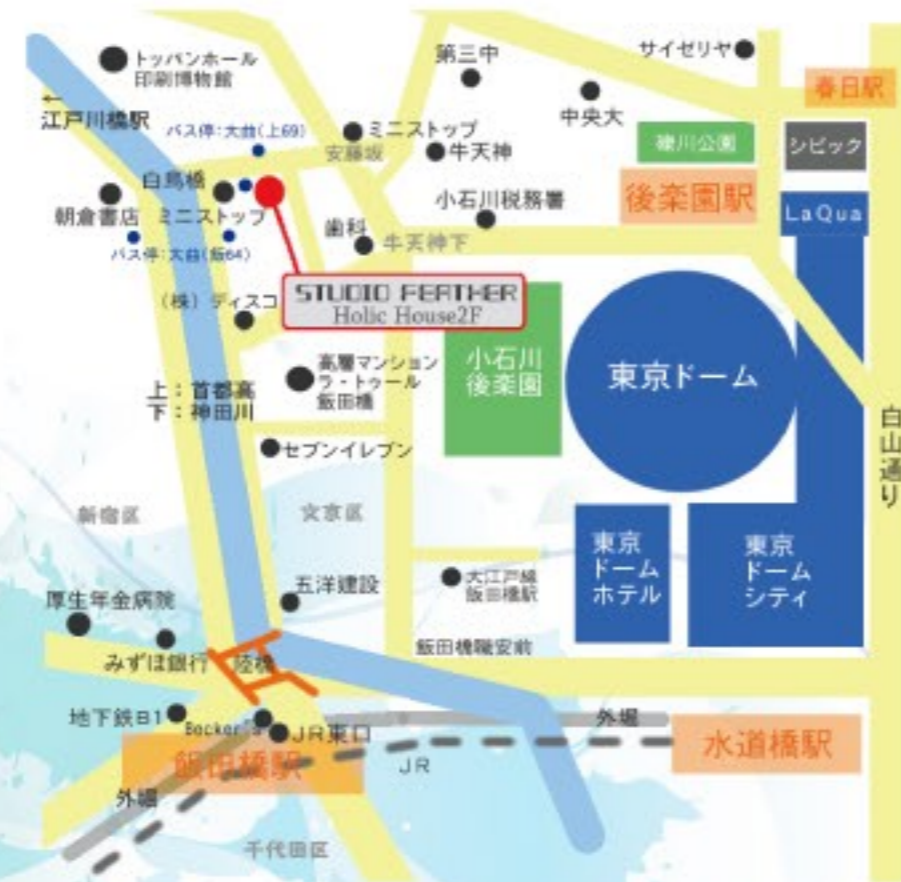 トッパンホール
印刷博物館
第三中
サイゼリヤ
春日駅
←
江戸川橋駅
中央大
バス停:大曲(上69)
ミニストップ
安藤坂
牛天神
礫川公園
シビック
白鳥橋
後楽園駅
朝倉書店
ミニストップ
小石川税務署
LaQua
歯科
牛天神下
バス停:大曲(飯64)
(株)ディスコ
STUDIO FEATHER
Holic House2F
小石川
後楽園
東京ドーム
高層マンション
ラ・トゥール
飯田橋
上:首都高
下:神田川
白山通り
セブンイレブン
新宿区
文京区
東京
ドーム
ホテル
東京
ドーム
シティ
大江戸線
飯田橋駅
五洋建設
厚生年金病院
みずほ銀行
陸橋
飯田橋職安前
地下鉄B1
JR東口
外堀
水道橋駅
飯田橋駅
JR
外堀
千代田区